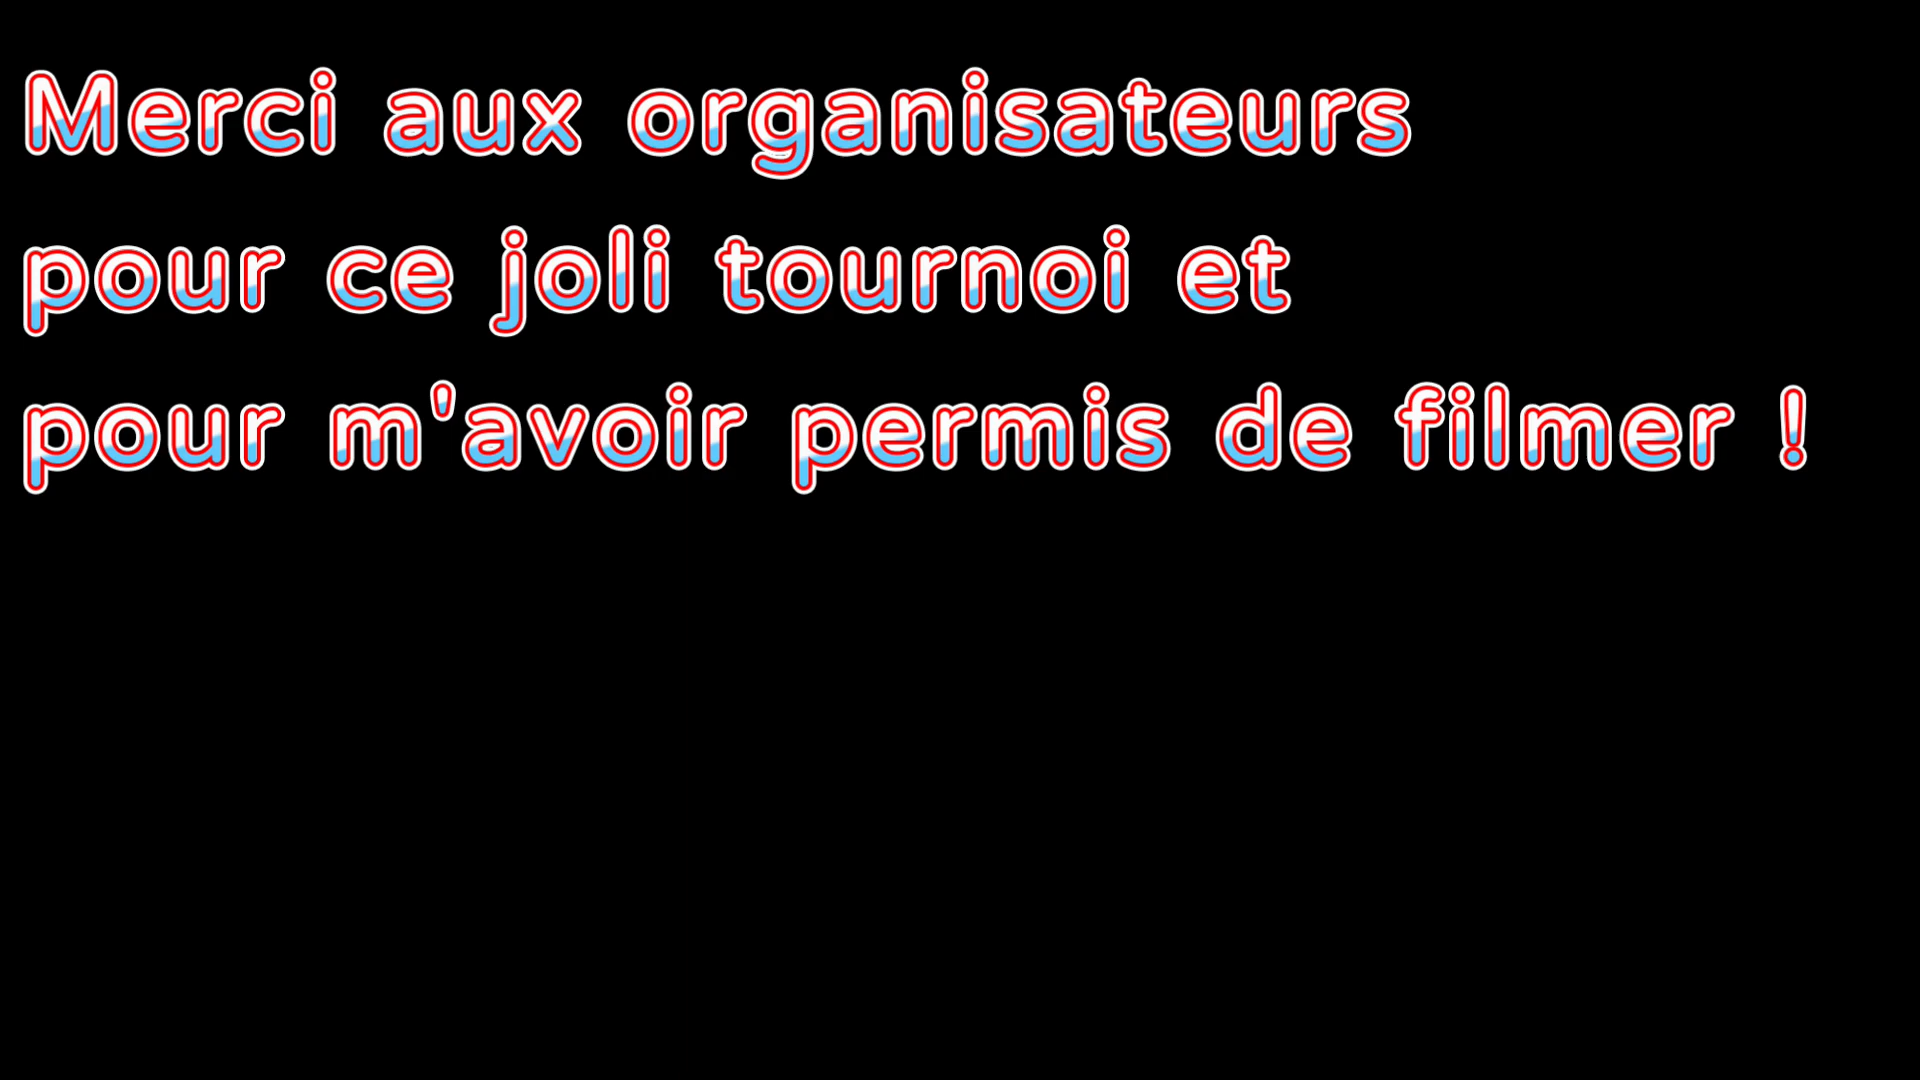 Merci aux organisateurs
pour ce joli tournoi et
pour m'avoir permis de filmer !